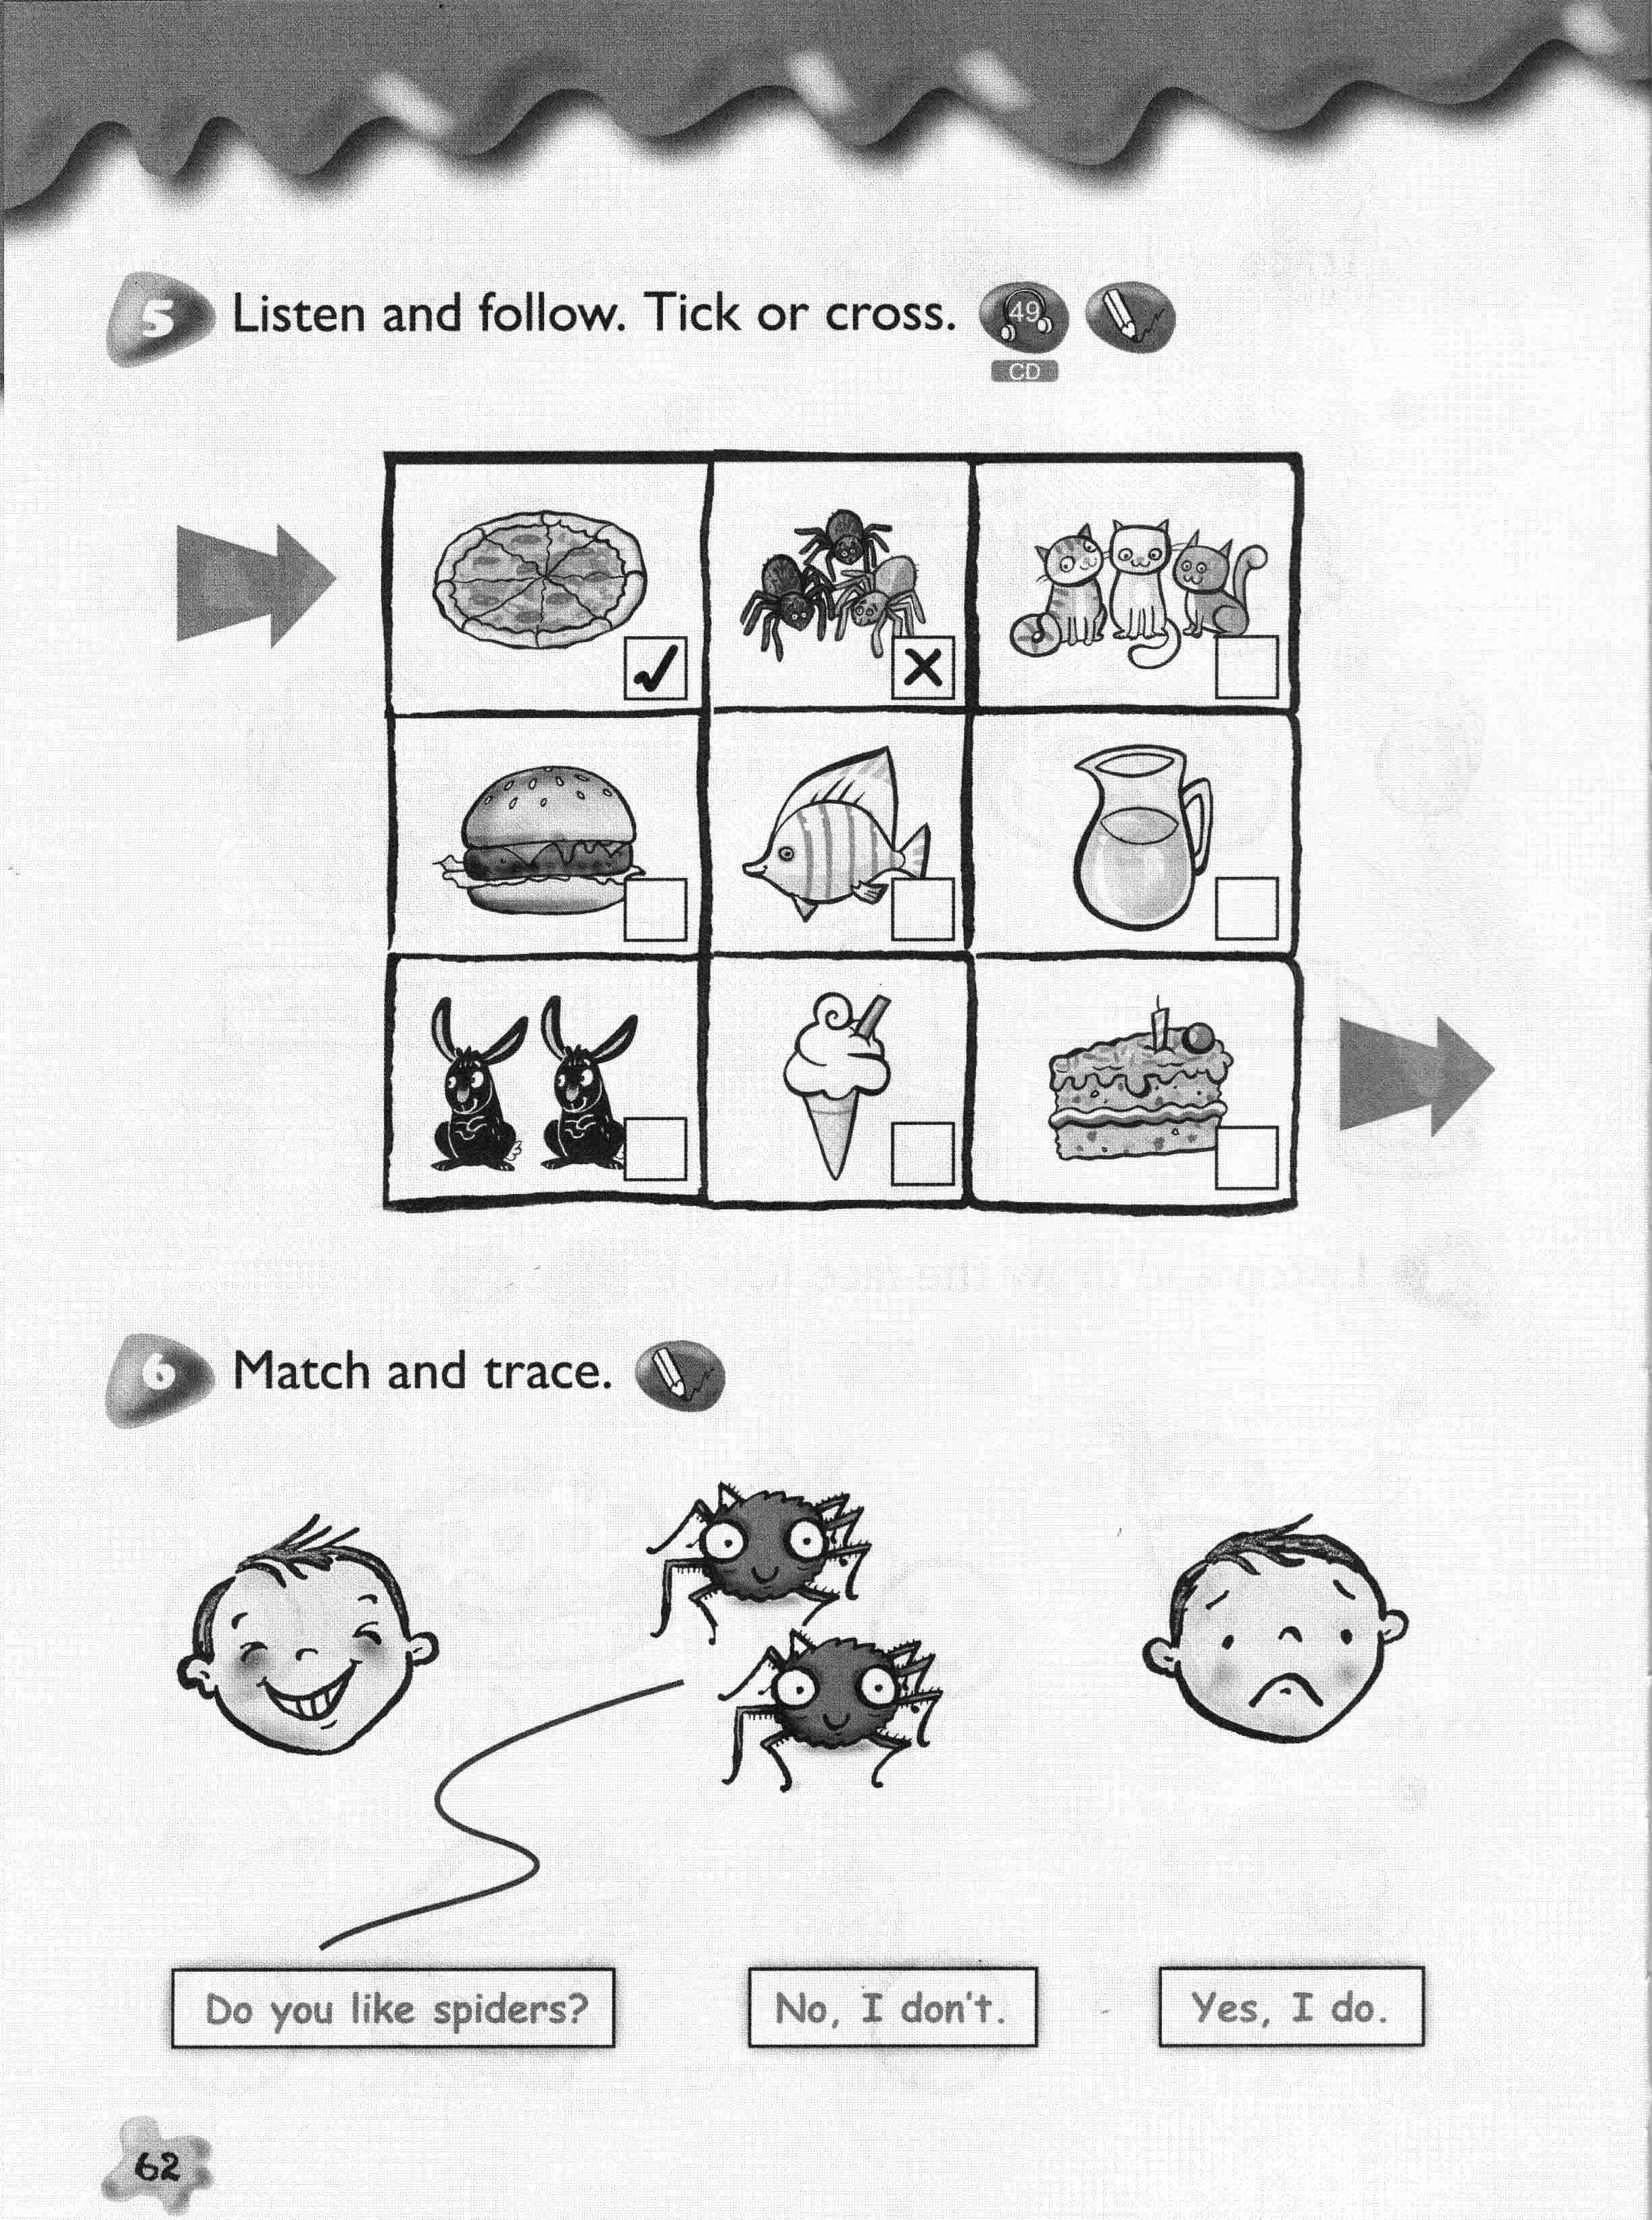 5 Listen and follow. Tick or cross. 49
CD
6 Match and trace.
Do you like spiders? No, I don't. Yes, I do.
62